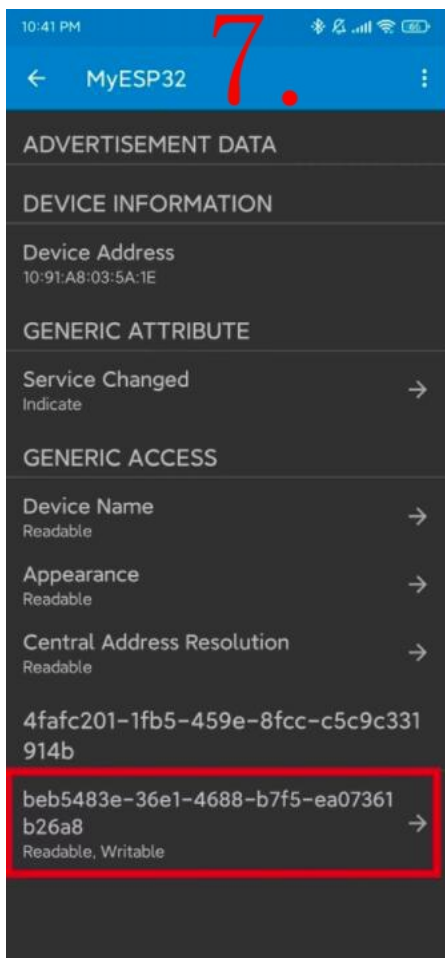 10:41 PM
7.
MyESP32
ADVERTISEMENT DATA
DEVICE INFORMATION
Device Address
10:91:A8:03:5A:1E
GENERIC ATTRIBUTE
Service Changed
Indicate
GENERIC ACCESS
Device Name
Readable
Appearance
Readable
Central Address Resolution
Readable
4fafc201-1fb5-459e-8fcc-c5c9c331
914b
beb5483e-36e1-4688-b7f5-ea07361
b26a8
Readable, Writable